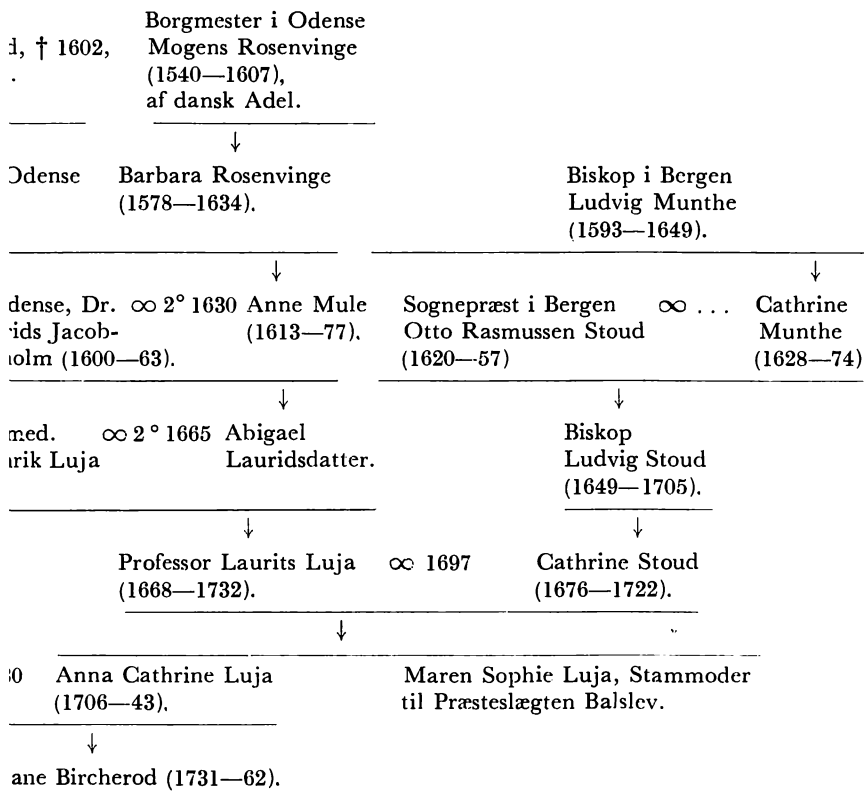 Borgmester i Odense
d, † 1602, Mogens Rosenvinge
. (1540—1607),
af dansk Adel.
↓
Odense Barbara Rosenvinge Biskop i Bergen
(1578—1634). Ludvig Munthe
(1593—1649).
↓ ↓
dense, Dr. ∞ 2° 1630 Anne Mule Sognepræst i Bergen ∞ ... Cathrine
rids Jacob- (1613—77). Otto Rasmussen Stoud Munthe
olm (1600—63). (1620—57) (1628—74)
↓ ↓
med. ∞ 2° 1665 Abigael Biskop
rik Luja Lauridsdatter. Ludvig Stoud
(1649—1705).
↓ ↓
Professor Laurits Luja ∞ 1697 Cathrine Stoud
(1668—1732). (1676—1722).
↓
30 Anna Cathrine Luja Maren Sophie Luja, Stammoder
(1706—43). til Præsteslægten Balslev.
↓
ane Bircherod (1731—62).